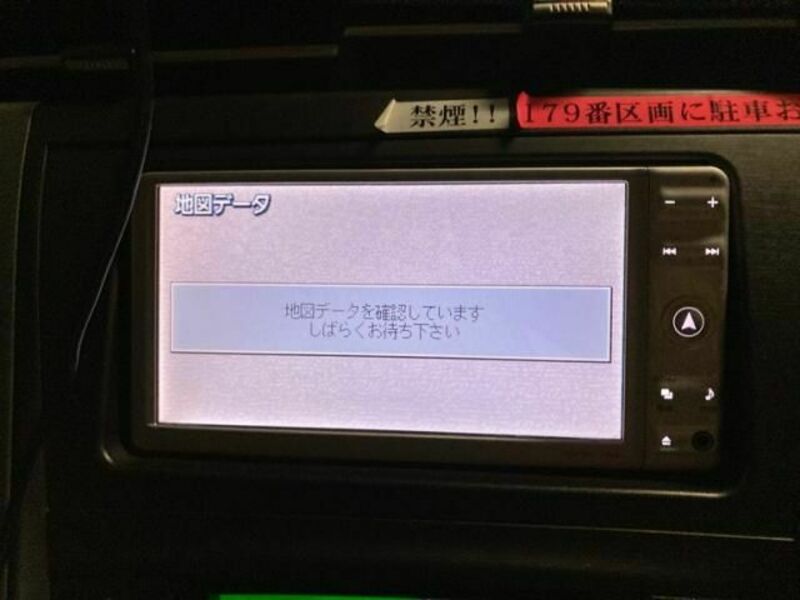 禁煙!!
179番区画に駐車お
地図データ
地図データを確認しています
しばらくお待ち下さい